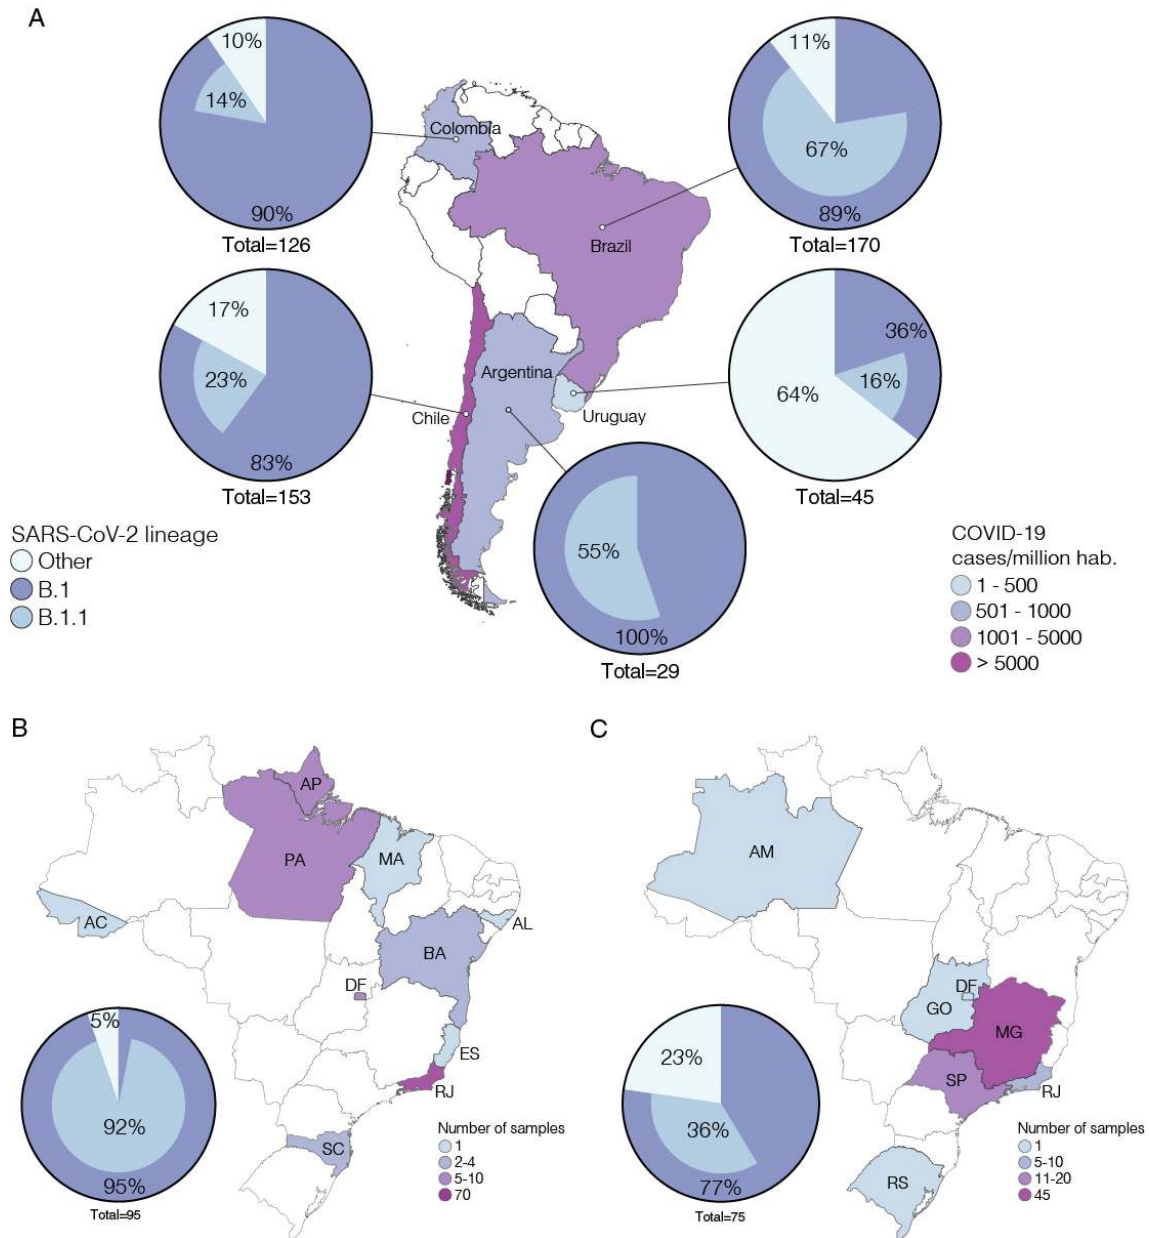 A
10%
14%
90%
Total=126
11%
67%
89%
Total=170
Colombia
Brazil
17%
23%
83%
Total=153
Argentina
Chile
Uruguay
36%
16%
64%
Total=45
55%
100%
Total=29
SARS-CoV-2 lineage
Other
B.1
B.1.1
COVID-19
cases/million hab.
1 - 500
501 - 1000
1001 - 5000
> 5000
B
AP
PA
MA
AC
AL
BA
DF
ES
RJ
SC
5%
92%
95%
Total=95
Number of samples
1
2-4
5-10
70
C
AM
DF
GO
MG
SP
RJ
RS
23%
36%
77%
Total=75
Number of samples
1
5-10
11-20
45